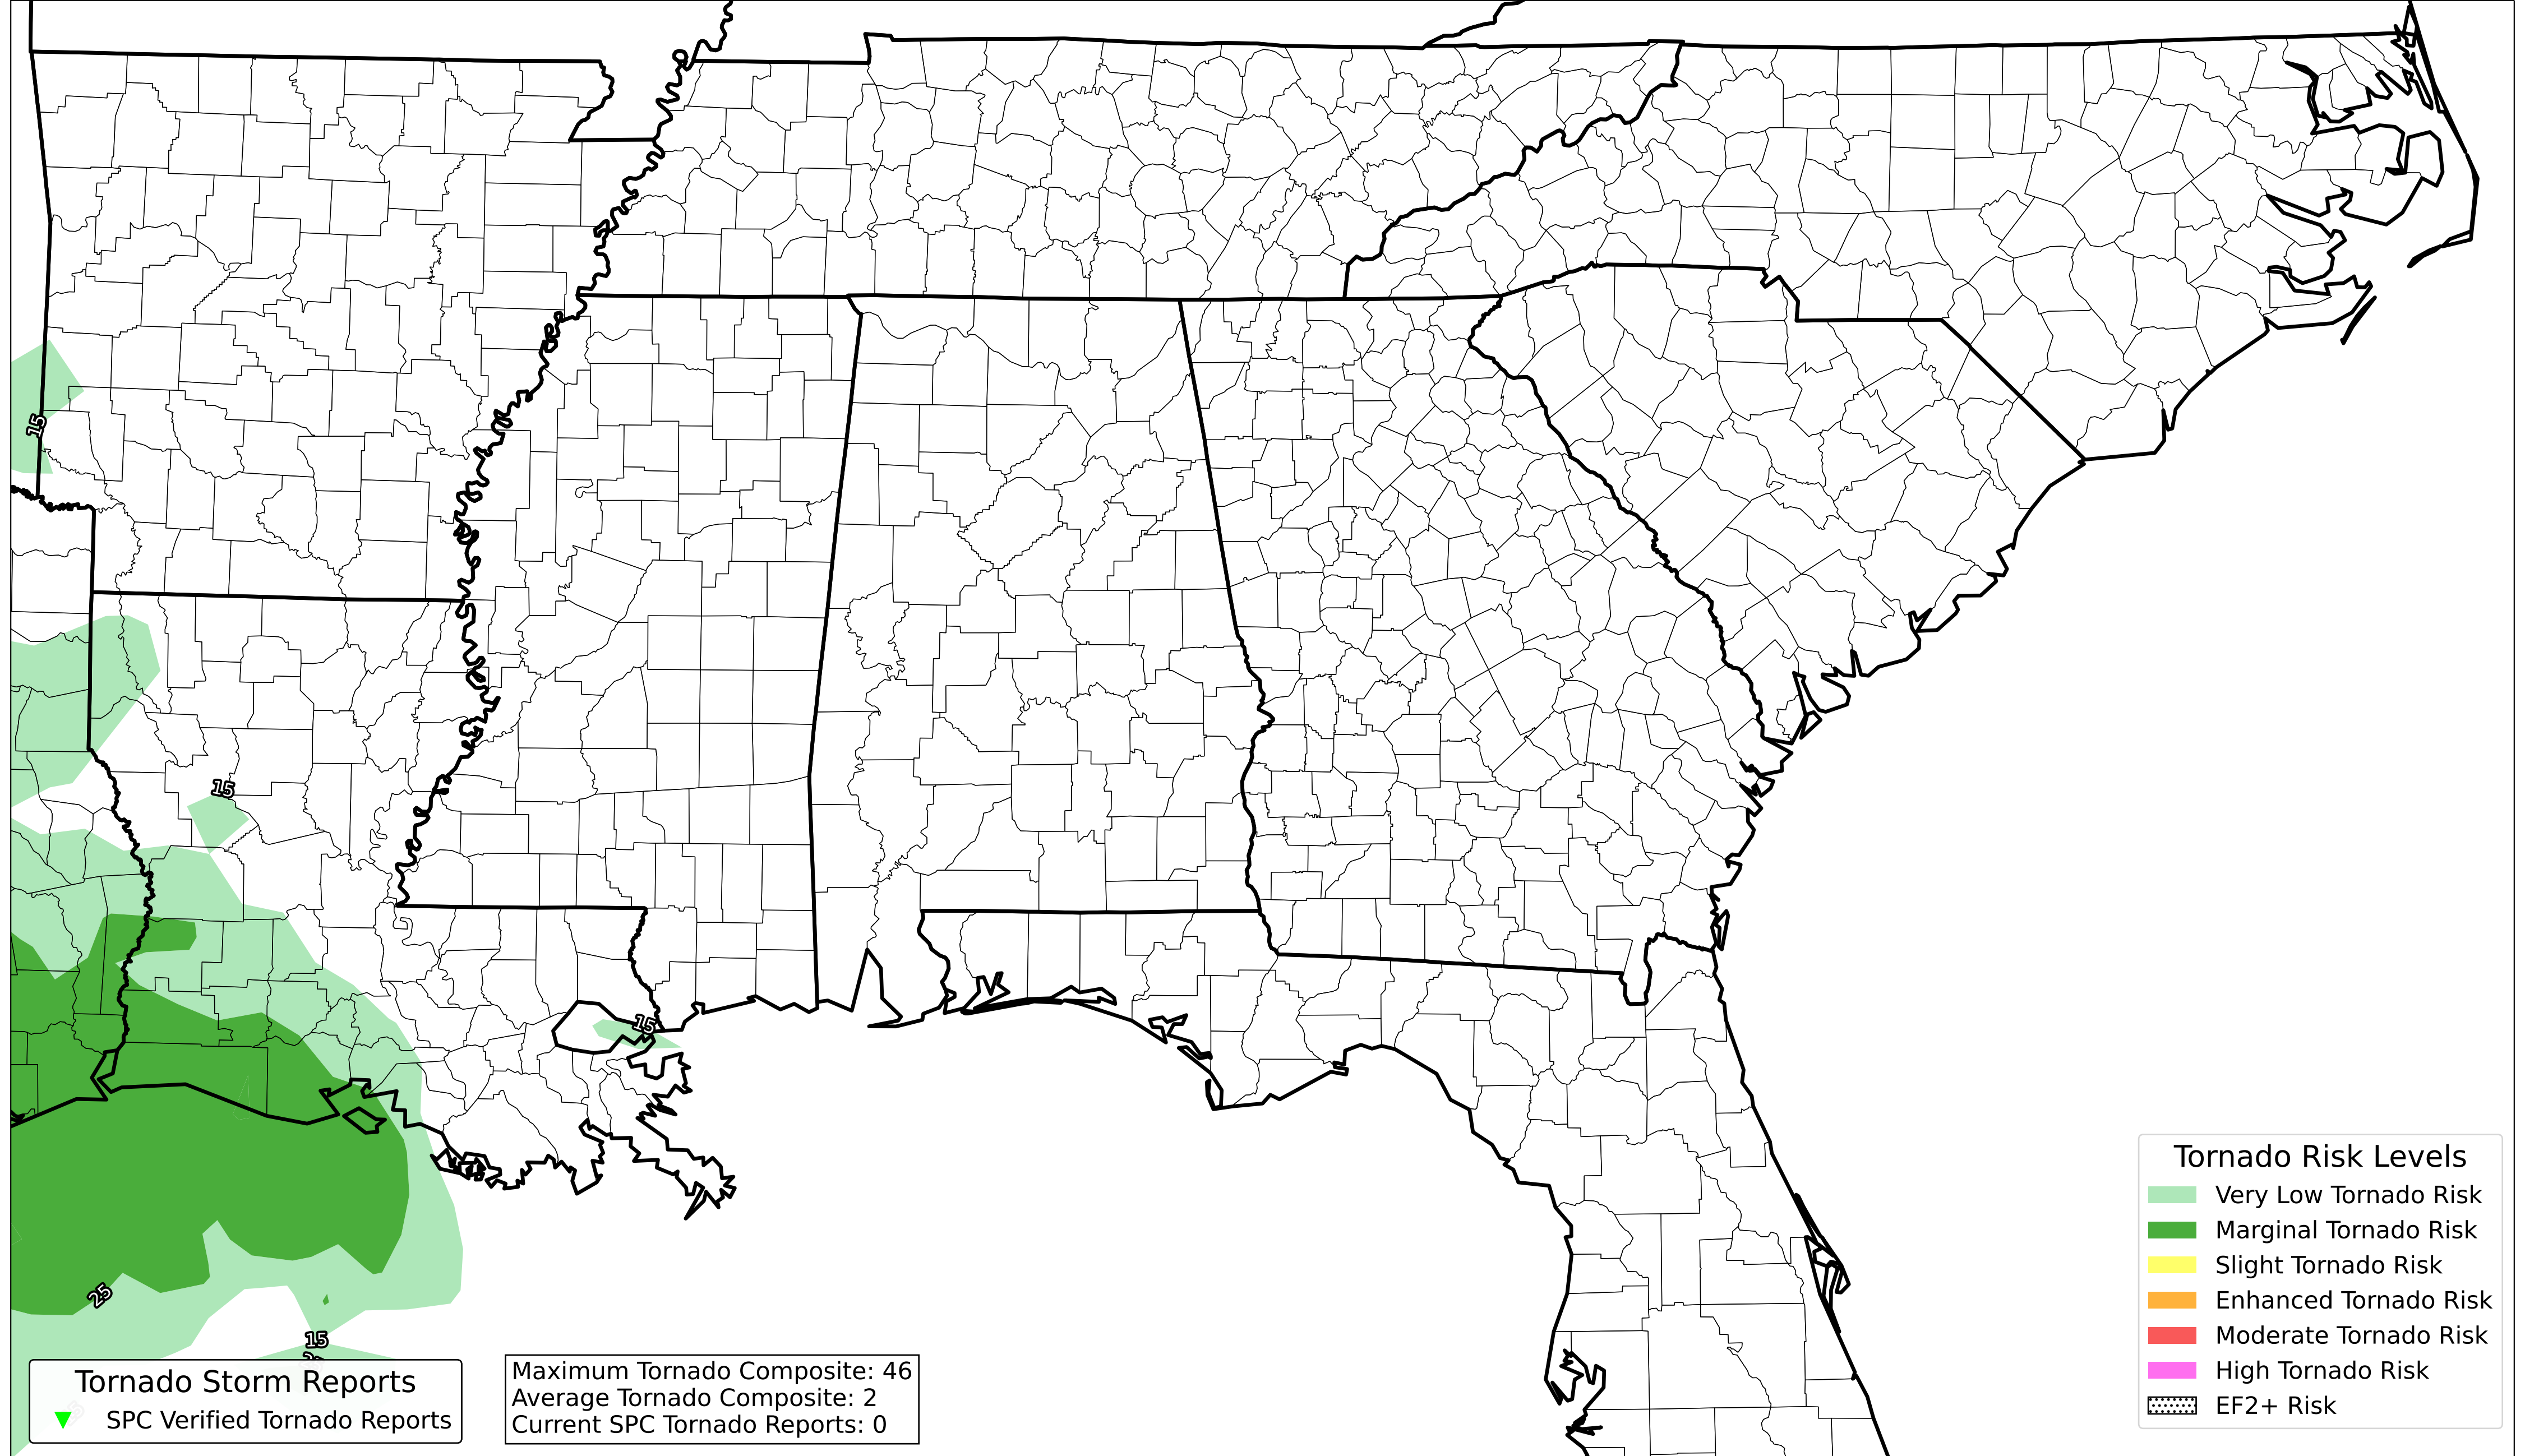 15
15
15
25
15
Tornado Storm Reports
SPC Verified Tornado Reports
Maximum Tornado Composite: 46
Average Tornado Composite: 2
Current SPC Tornado Reports: 0
Tornado Risk Levels
Very Low Tornado Risk
Marginal Tornado Risk
Slight Tornado Risk
Enhanced Tornado Risk
Moderate Tornado Risk
High Tornado Risk
EF2+ Risk